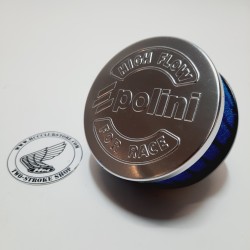 HIGH FLOW
polini
FOR RACE
TWO-STROKE SHOP